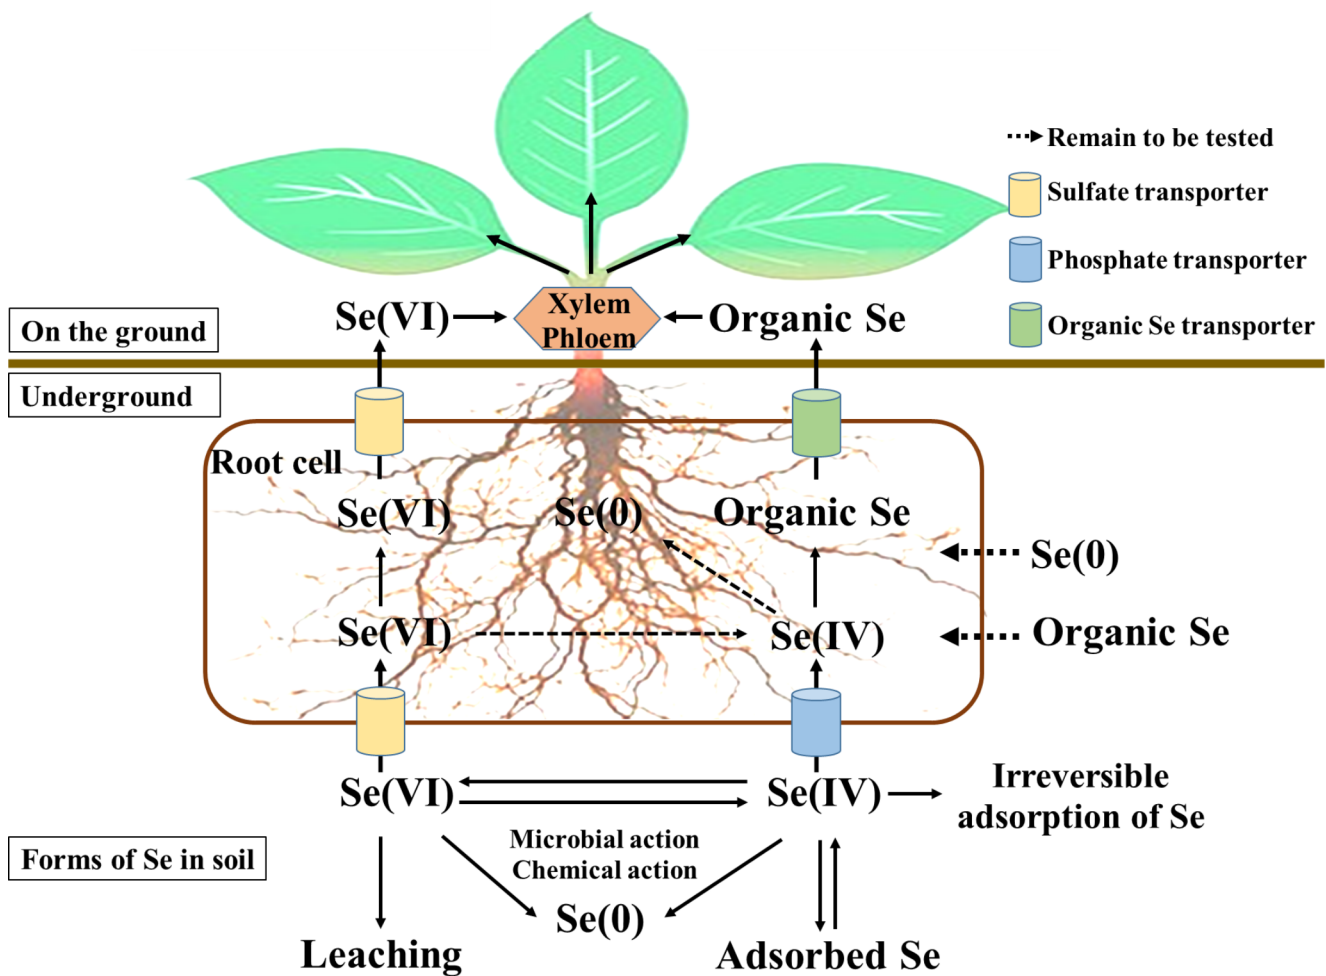 Remain to be tested
Sulfate transporter
Phosphate transporter
Organic Se transporter
Se(VI)
Xylem
Phloem
Organic Se
On the ground
Underground
Root cell
Se(VI)
Se(0)
Organic Se
Se(0)
Se(VI)
Se(IV)
Organic Se
Se(VI)
Se(IV)
Irreversible
adsorption of Se
Microbial action
Chemical action
Forms of Se in soil
Se(0)
Leaching
Adsorbed Se